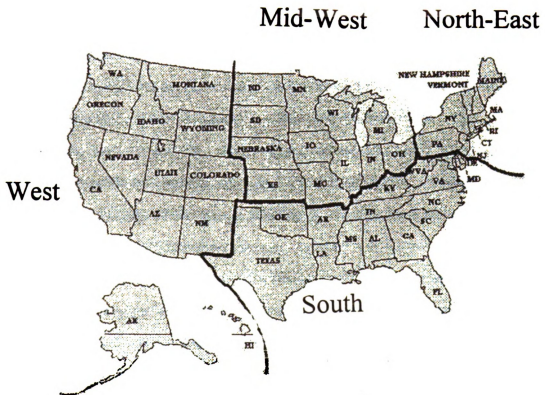 Mid-West North-East
NEW HAMPSHIRE
VERMONT
MAINE
WA
MONTANA
ND
MN
OREGON
IDAHO
WYOMING
SD
WI
MI
NY
MA
RI
CT
NJ
NEVADA
UTAH
COLORADO
NEBRASKA
IO
IL
IN
OH
PA
MD
West
CA
KS
MO
KY
WVA
VA
AZ
NM
OK
AR
TN
NC
SC
TEXAS
LA
MS
AL
GA
FL
South
AK
HI